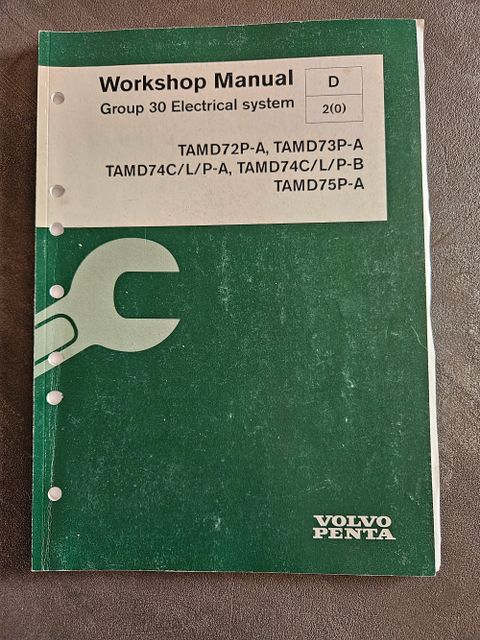 Workshop Manual
Group 30 Electrical system
D
2(0)
TAMD72P-A, TAMD73P-A
TAMD74C/L/P-A, TAMD74C/L/P-B
TAMD75P-A
VOLVO
PENTA